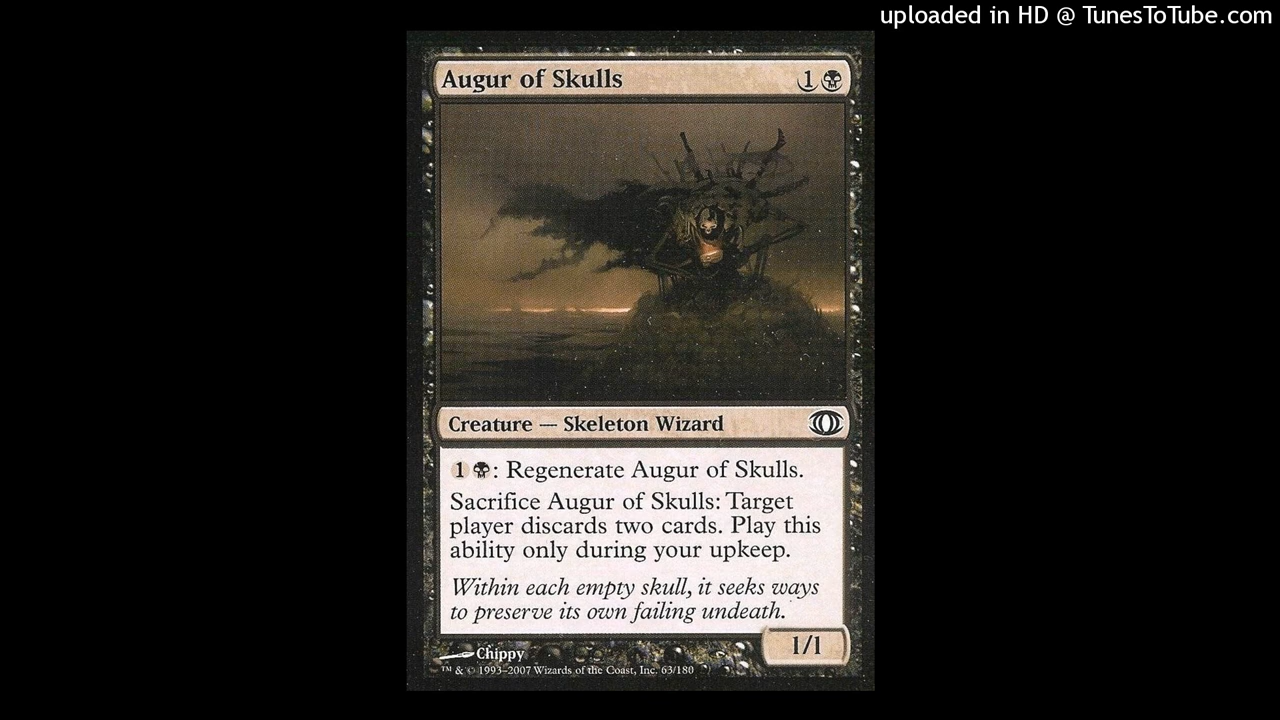 uploaded in HD @ TunesToTube.com
Augur of Skulls 1
Creature — Skeleton Wizard
1 : Regenerate Augur of Skulls.
Sacrifice Augur of Skulls: Target
player discards two cards. Play this
ability only during your upkeep.
Within each empty skull, it seeks ways
to preserve its own failing undeath.
1/1
Chippy
™ & © 1993–2007 Wizards of the Coast, Inc. 63/180